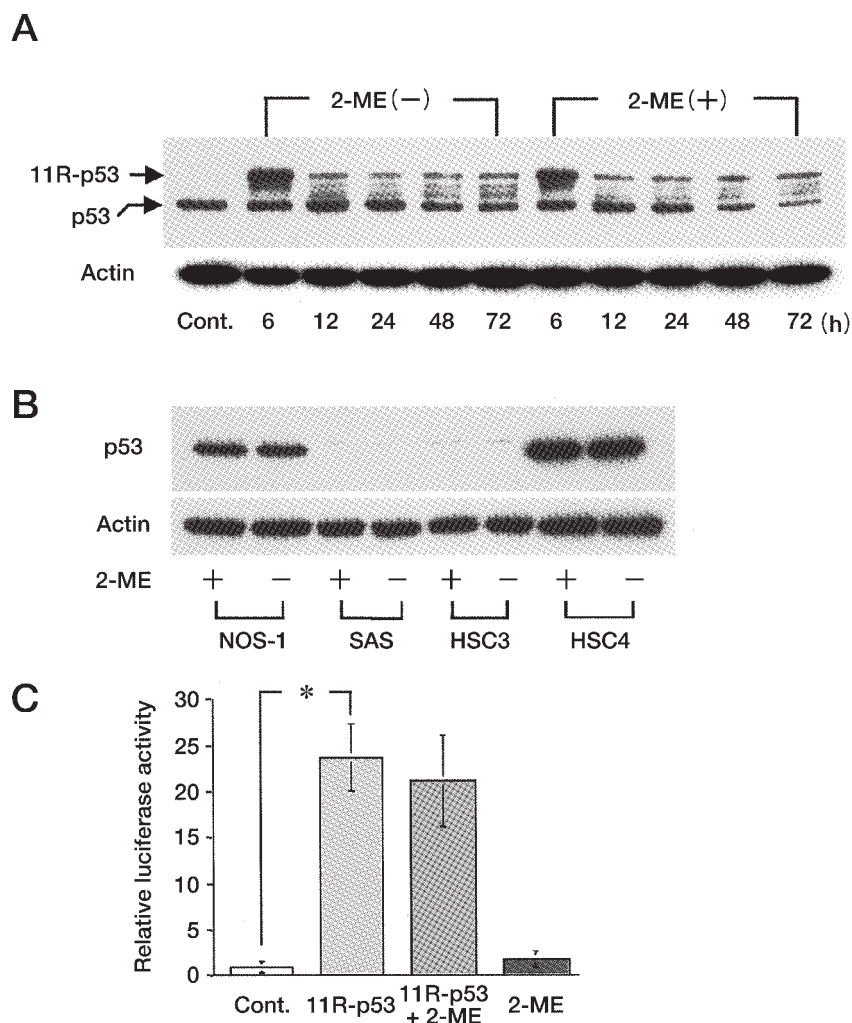 A
2-ME(−) 2-ME(+)
11R-p53
p53
Actin
Cont. 6 12 24 48 72 6 12 24 48 72 (h)
B
p53
Actin
2-ME + − + − + − + −
NOS-1 SAS HSC3 HSC4
C
Relative luciferase activity
30
*
25
20
15
10
5
0
Cont. 11R-p53 11R-p53 2-ME
+ 2-ME